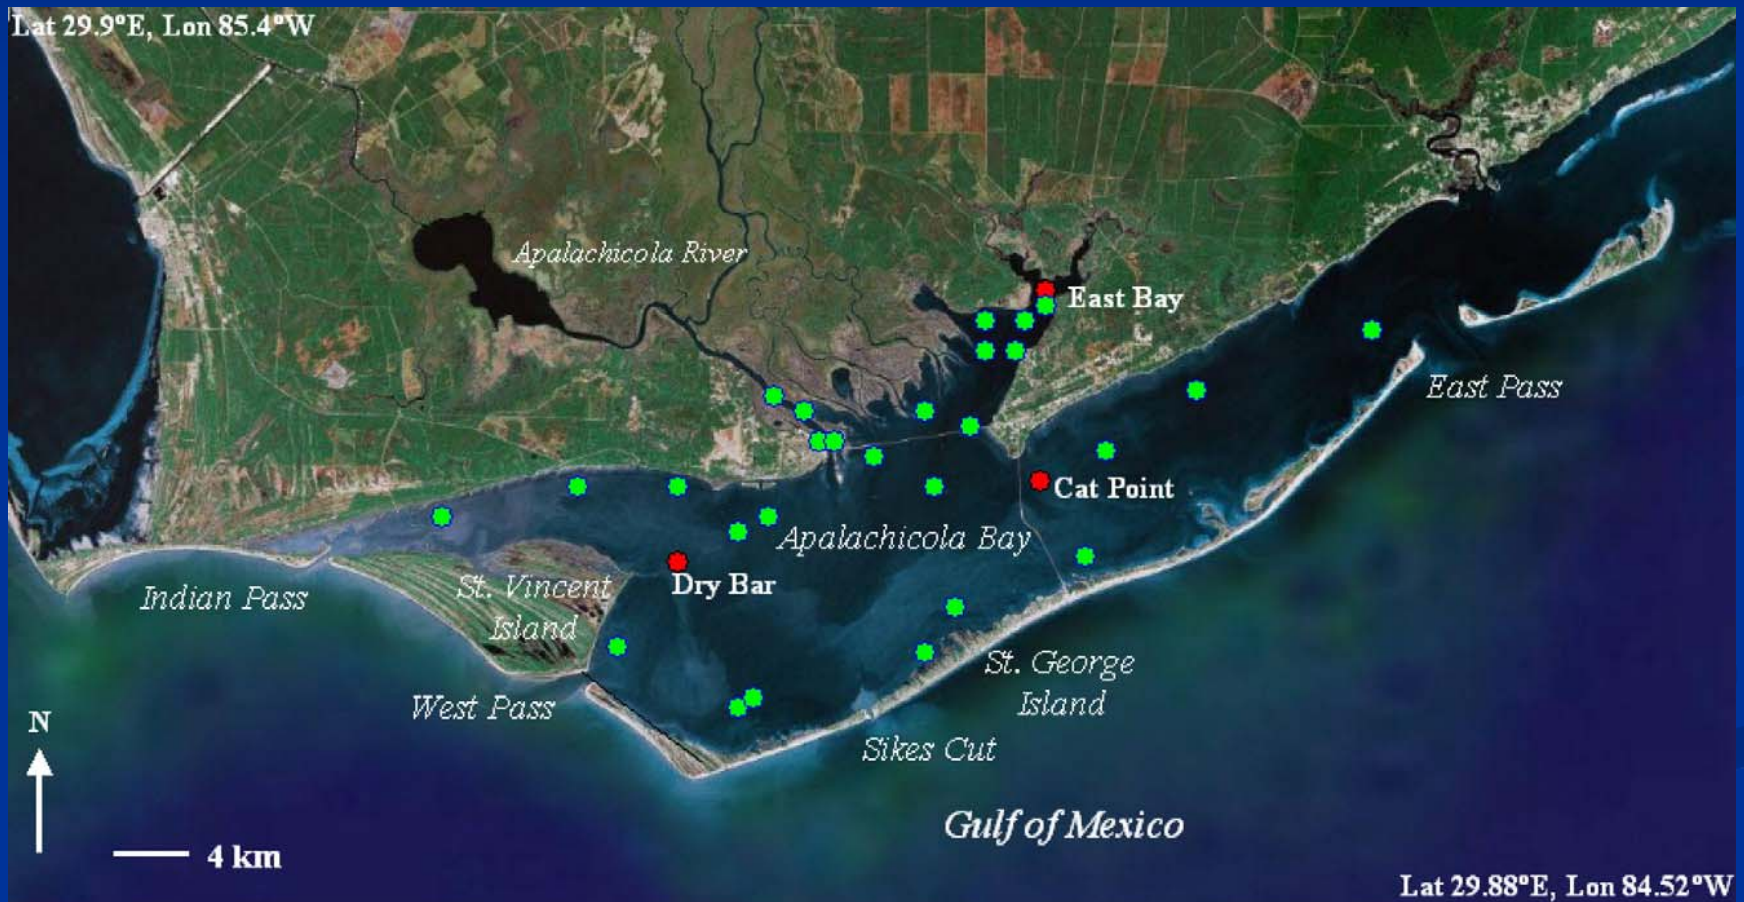 Lat 29.9°E, Lon 85.4°W
Apalachicola River
East Bay
East Pass
Cat Point
Apalachicola Bay
Dry Bar
St. Vincent
Island
Indian Pass
St. George
Island
West Pass
Sikes Cut
N
Gulf of Mexico
4 km
Lat 29.88°E, Lon 84.52°W